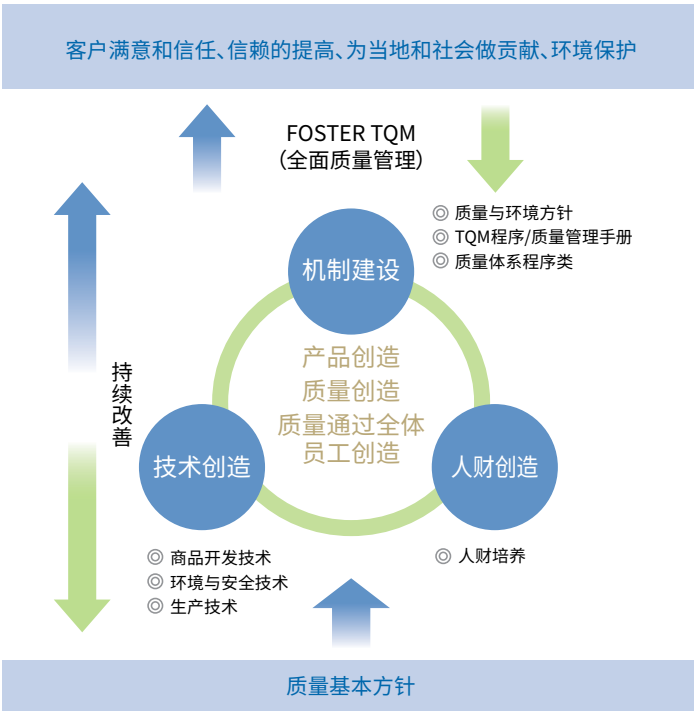 客户满意和信任、信赖的提高、为当地和社会做贡献、环境保护
FOSTER TQM
（全面质量管理）
◎ 质量与环境方针
◎ TQM程序/质量管理手册
◎ 质量体系程序类
机制建设
产品创造
质量创造
质量通过全体
员工创造
持续改善
技术创造
人财创造
◎ 商品开发技术
◎ 环境与安全技术
◎ 生产技术
◎ 人财培养
质量基本方针